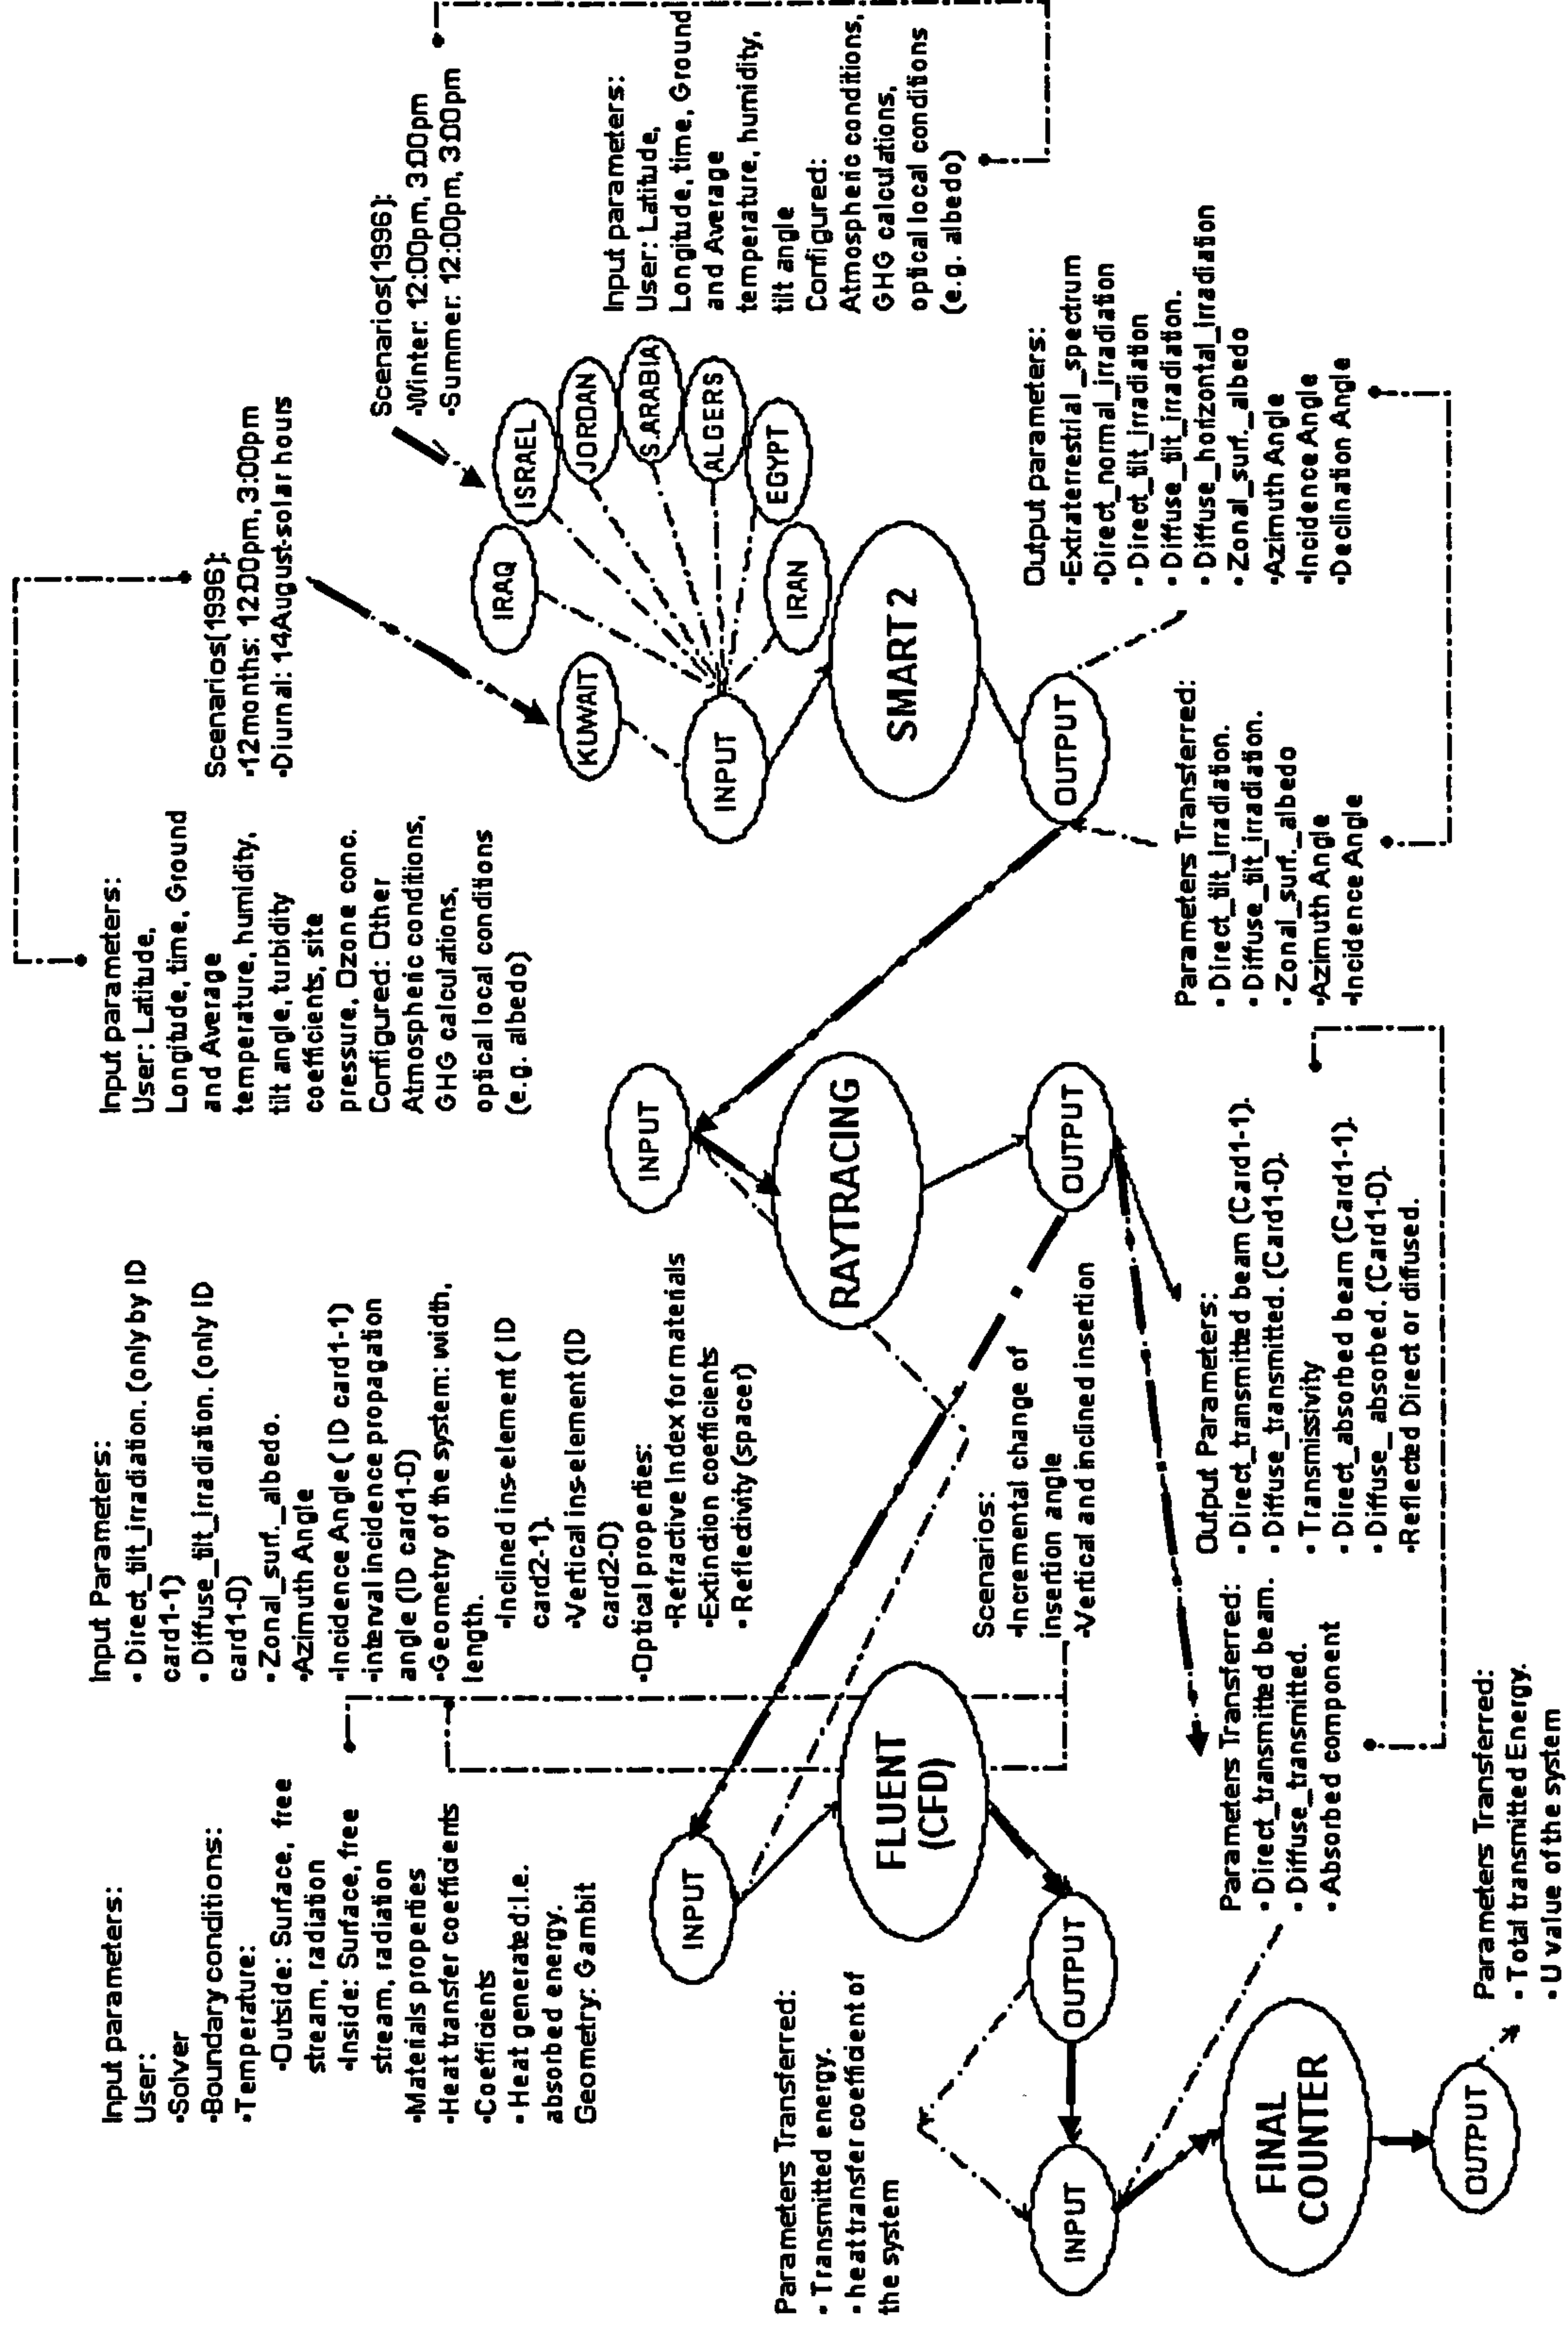 Input parameters:
User:
•Solver
•Boundary conditions:
•Temperature:
•Outside: Surface, free
stream, radiation
•Inside: Surface, free
stream, radiation
•Materials properties
•Heat transfer coefficients
•Coefficients
• Heat generated:I.e.
absorbed energy.
Geometry: Gambit
Input Parameters:
• Direct_tilt_irradiation. (only by ID
card1-1)
• Diffuse_tilt_irradiation. (only ID
card1-0)
• Zonal_surf._albedo.
•Azimuth Angle
•Incidence Angle ( ID card1-1)
•Interval incidence propagation
angle (ID card1-0)
•Geometry of the system: width,
length.
•Inclined ins-element ( ID
card2-1).
•Vertical ins-element (ID
card2-0)
•Optical properties:
•Refractive Index for materials
•Extinction coefficients
• Reflectivity (spacer)
Input parameters:
User: Latitude,
Longitude, time, Ground
and Average
temperature, humidity,
tilt angle, turbidity
coefficients, site
pressure, Ozone conc.
Configured: Other
Atmospheric conditions,
GHG calculations,
optical local conditions
(e.g. albedo)
Scenarios(1996):
•12months: 12:00pm, 3:00pm
•Diurnal: 14August-solar hours
Scenarios(1996):
•Winter: 12:00pm, 3:00pm
•Summer: 12:00pm, 3:00pm
KUWAIT
IRAQ
ISRAEL
JORDAN
S.ARABIA
ALGERS
EGYPT
IRAN
Input parameters:
User: Latitude,
Longitude, time, Ground
and Average
temperature, humidity,
tilt angle
Configured:
Atmospheric conditions,
GHG calculations,
optical local conditions
(e.g. albedo)
INPUT
SMART2
OUTPUT
Output parameters:
•Extraterrestrial _spectrum
•Direct_normal_irradiation
• Direct_tilt_irradiation
• Diffuse_tilt_irradiation.
• Diffuse_horizontal_irradiation
• Zonal_surf._albedo
•Azimuth Angle
•Incidence Angle
•Declination Angle
Parameters Transferred:
• Direct_tilt_irradiation.
• Diffuse_tilt_irradiation.
• Zonal_surf._albedo
•Azimuth Angle
•Incidence Angle
INPUT
RAYTRACING
OUTPUT
Scenarios:
•Incremental change of
insertion angle
•Vertical and inclined insertion
Output Parameters:
• Direct_transmitted beam (Card1-1).
• Diffuse_transmitted. (Card1-0).
• Transmissivity
• Direct_absorbed beam (Card1-1).
• Diffuse_ absorbed. (Card1-0).
•Reflected Direct or diffused.
Parameters Transferred:
• Direct_transmitted beam.
• Diffuse_transmitted.
• Absorbed component
INPUT
FLUENT
(CFD)
OUTPUT
Parameters Transferred:
• Transmitted energy.
• heat transfer coefficient of
the system
INPUT
FINAL
COUNTER
OUTPUT
Parameters Transferred:
• Total transmitted Energy.
• U value of the system